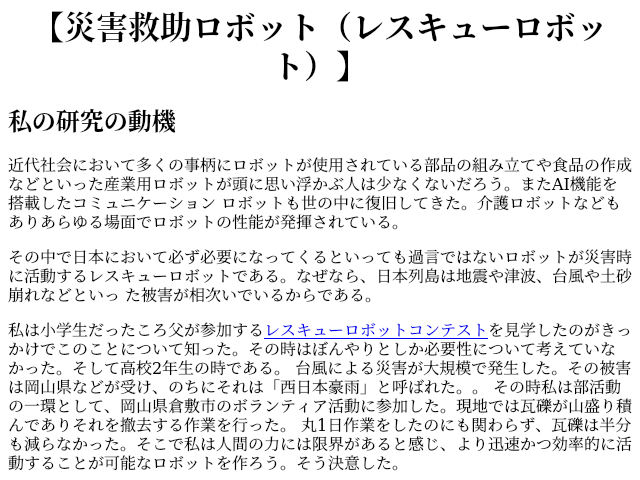 【災害救助ロボット（レスキューロボッ
ト）】
私の研究の動機
近代社会において多くの事柄にロボットが使用されている部品の組み立てや食品の作成
などといった産業用ロボットが頭に思い浮かぶ人は少なくないだろう。またAI機能を
搭載したコミュニケーション ロボットも世の中に復旧してきた。介護ロボットなども
ありあらゆる場面でロボットの性能が発揮されている。
その中で日本において必ず必要になってくるといっても過言ではないロボットが災害時
に活動するレスキューロボットである。なぜなら、日本列島は地震や津波、台風や土砂
崩れなどといっ た被害が相次いでいるからである。
私は小学生だったころ父が参加するレスキューロボットコンテストを見学したのがきっ
かけでこのことについて知った。その時はぼんやりとしか必要性について考えていな
かった。そして高校2年生の時である。 台風による災害が大規模で発生した。その被害
は岡山県などが受け、のちにそれは「西日本豪雨」と呼ばれた。。 その時私は部活動
の一環として、岡山県倉敷市のボランティア活動に参加した。現地では瓦礫が山盛り積
んでありそれを撤去する作業を行った。 丸1日作業をしたのにも関わらず、瓦礫は半分
も減らなかった。そこで私は人間の力には限界があると感じ、より迅速かつ効率的に活
動することが可能なロボットを作ろう。そう決意した。